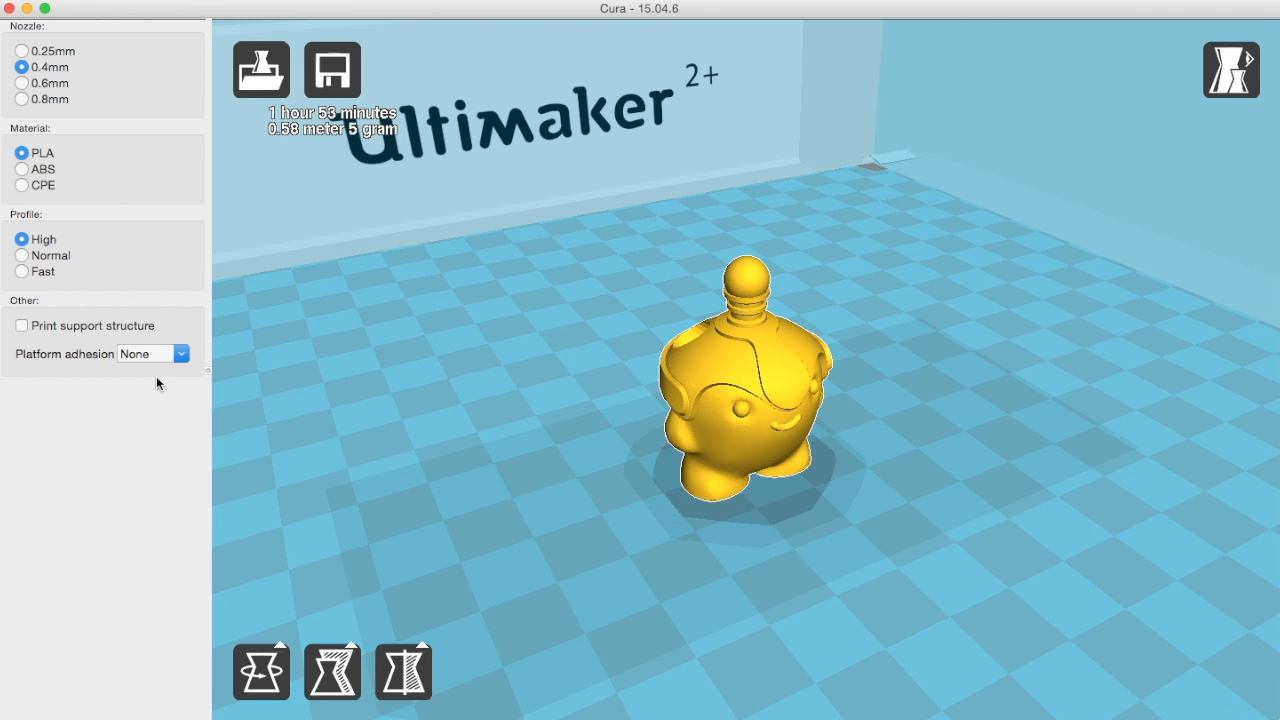 Cura - 15.04.6
Nozzle:
0.25mm
0.4mm
0.6mm
0.8mm
Material:
PLA
ABS
CPE
Profile:
High
Normal
Fast
Other:
Print support structure
Platform adhesion None
1 hour 53 minutes
0.58 meter 5 gram
Ultimaker 2+